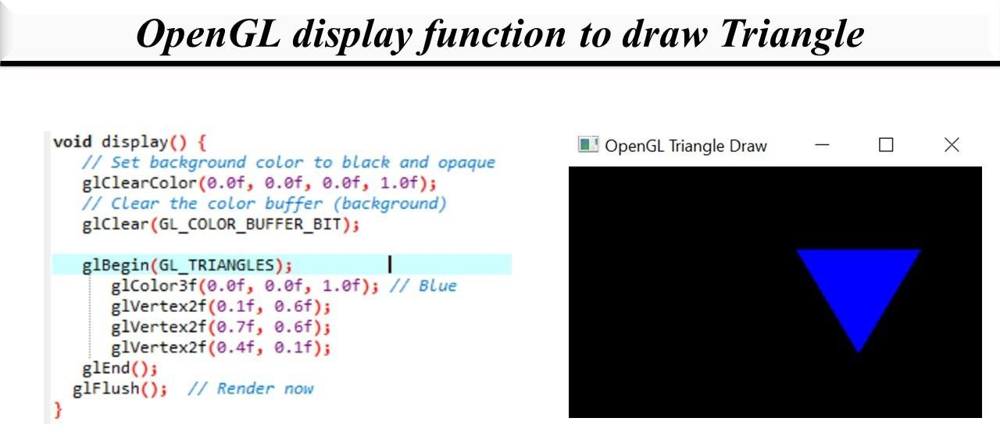 OpenGL display function to draw Triangle
void display() {
// Set background color to black and opaque
glClearColor(0.0f, 0.0f, 0.0f, 1.0f);
// Clear the color buffer (background)
glClear(GL_COLOR_BUFFER_BIT);
glBegin(GL_TRIANGLES);
glColor3f(0.0f, 0.0f, 1.0f); // Blue
glVertex2f(0.1f, 0.6f);
glVertex2f(0.7f, 0.6f);
glVertex2f(0.4f, 0.1f);
glEnd();
glFlush();  // Render now
}
OpenGL Triangle Draw